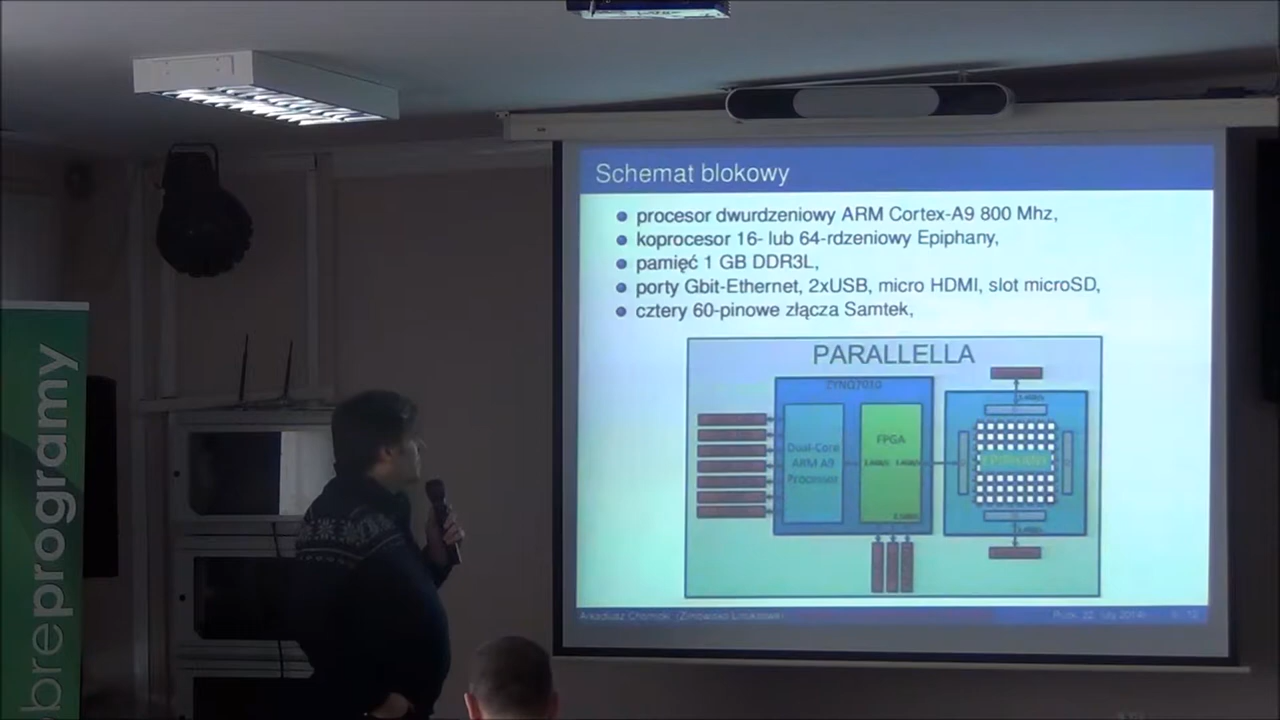 Schemat blokowy
procesor dwurdzeniowy ARM Cortex-A9 800 Mhz,
koprocesor 16- lub 64-rdzeniowy Epiphany,
pamięć 1 GB DDR3L,
porty Gbit-Ethernet, 2xUSB, micro HDMI, slot microSD,
cztery 60-pinowe złącza Samtek,
PARALLELLA
ZYNQ7010
Dual-Core
ARM A9
Processor
FPGA
obreprogramy